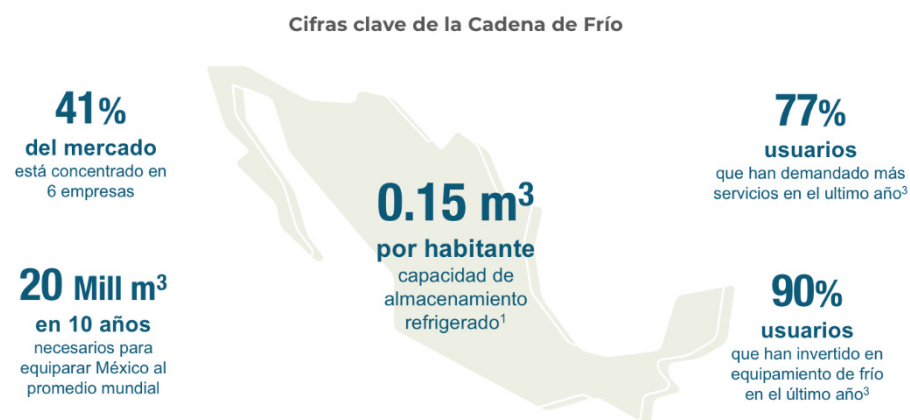 Cifras clave de la Cadena de Frío
41%
del mercado
está concentrado en
6 empresas
77%
usuarios
que han demandado más
servicios en el ultimo año³
0.15 m³
por habitante
capacidad de
almacenamiento
refrigerado¹
20 Mill m³
en 10 años
necesarios para
equiparar México al
promedio mundial
90%
usuarios
que han invertido en
equipamiento de frío
en el último año³